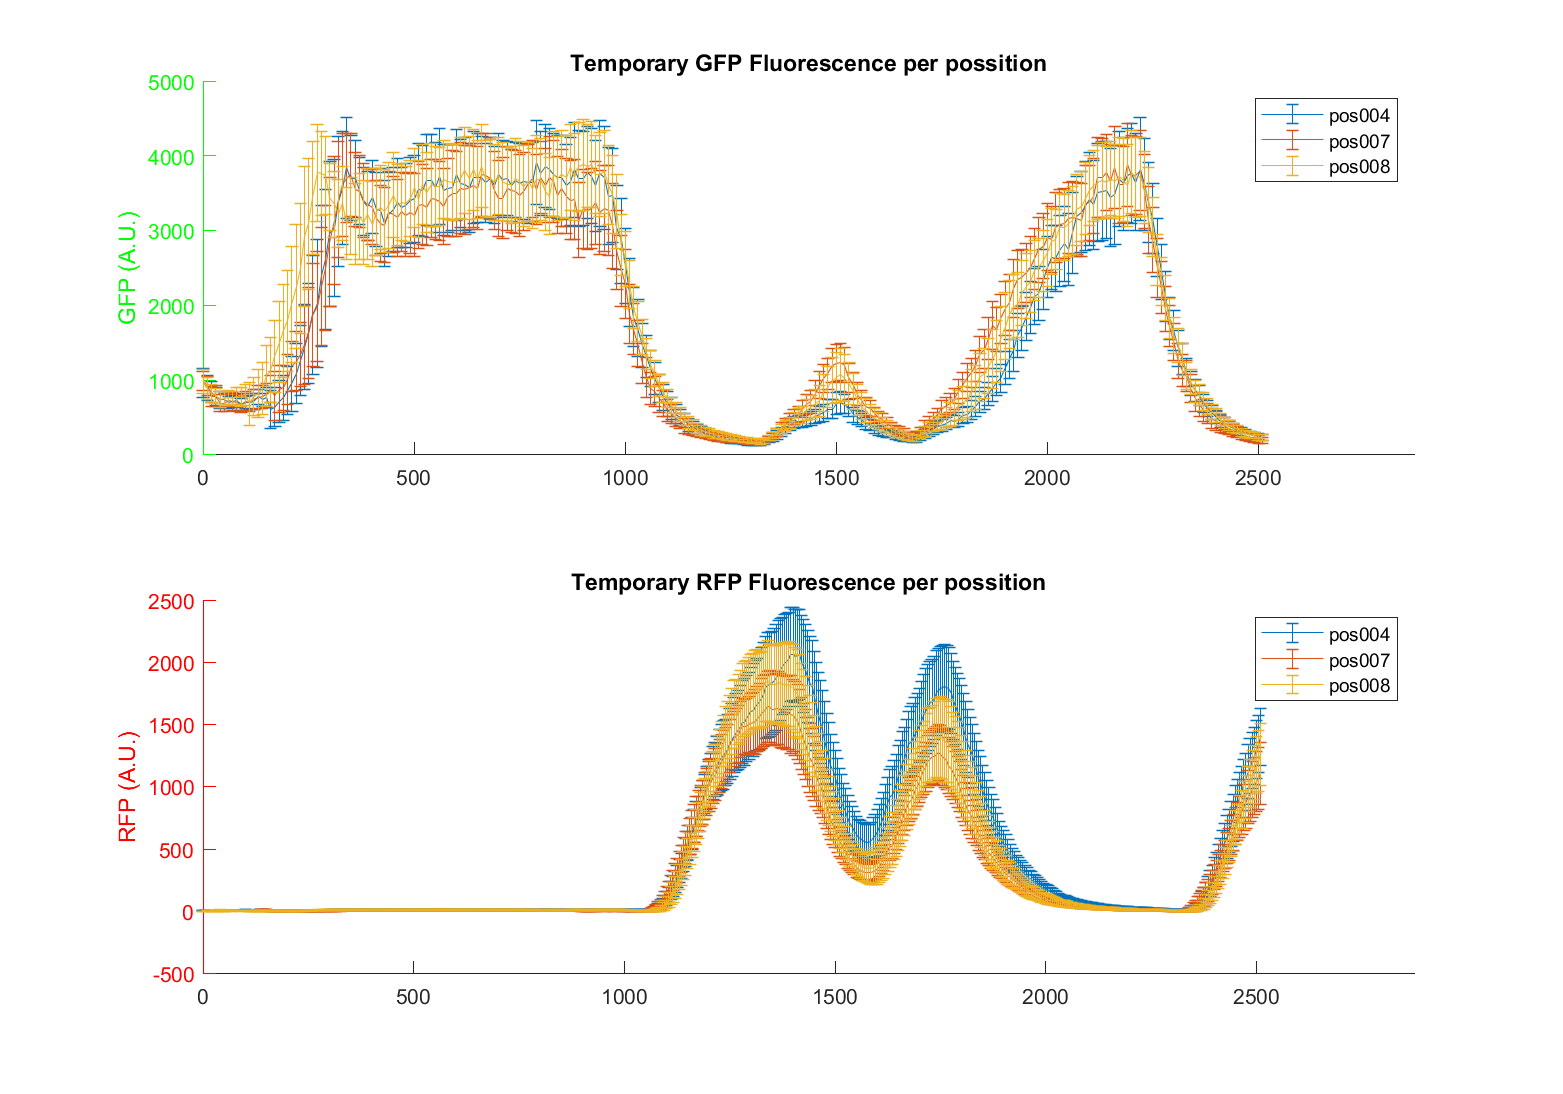 Temporary GFP Fluorescence per possition
GFP (A.U.)
5000
4000
3000
2000
1000
0
0 500 1000 1500 2000 2500
pos004
pos007
pos008
Temporary RFP Fluorescence per possition
RFP (A.U.)
2500
2000
1500
1000
500
0
-500
0 500 1000 1500 2000 2500
pos004
pos007
pos008